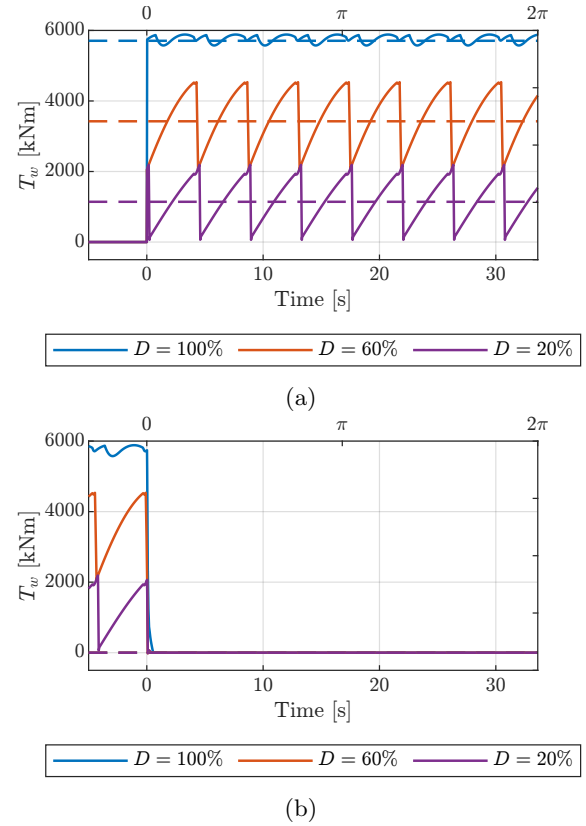 0 π 2π
6000
4000
2000
0
T_w [kNm]
0 10 20 30
Time [s]
D = 100% D = 60% D = 20%
(a)
0 π 2π
6000
4000
2000
0
T_w [kNm]
0 10 20 30
Time [s]
D = 100% D = 60% D = 20%
(b)